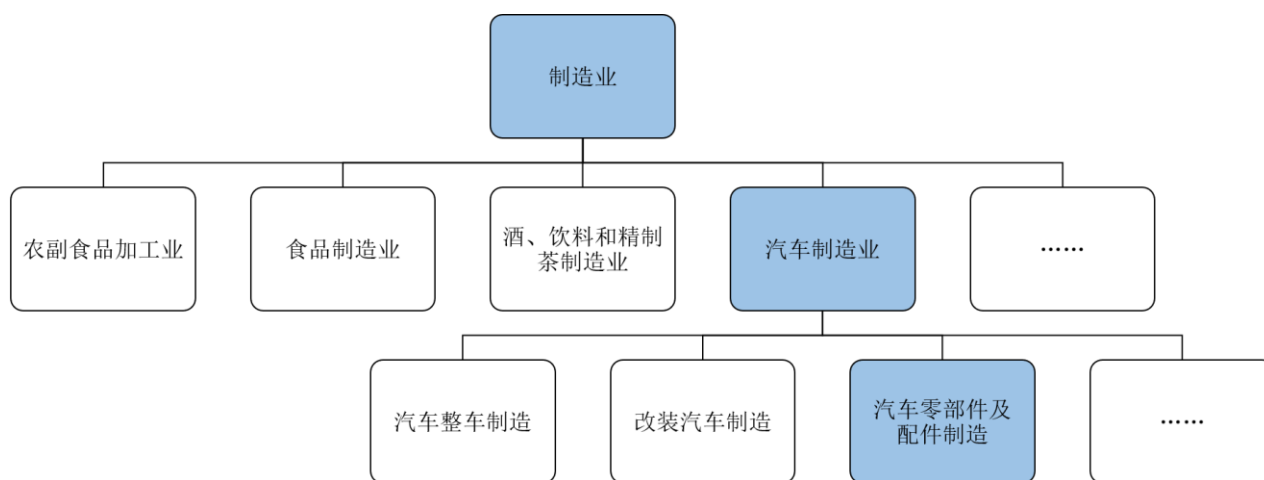 制造业
农副食品加工业
食品制造业
酒、饮料和精制
茶制造业
汽车制造业
……
汽车整车制造
改装汽车制造
汽车零部件及
配件制造
……